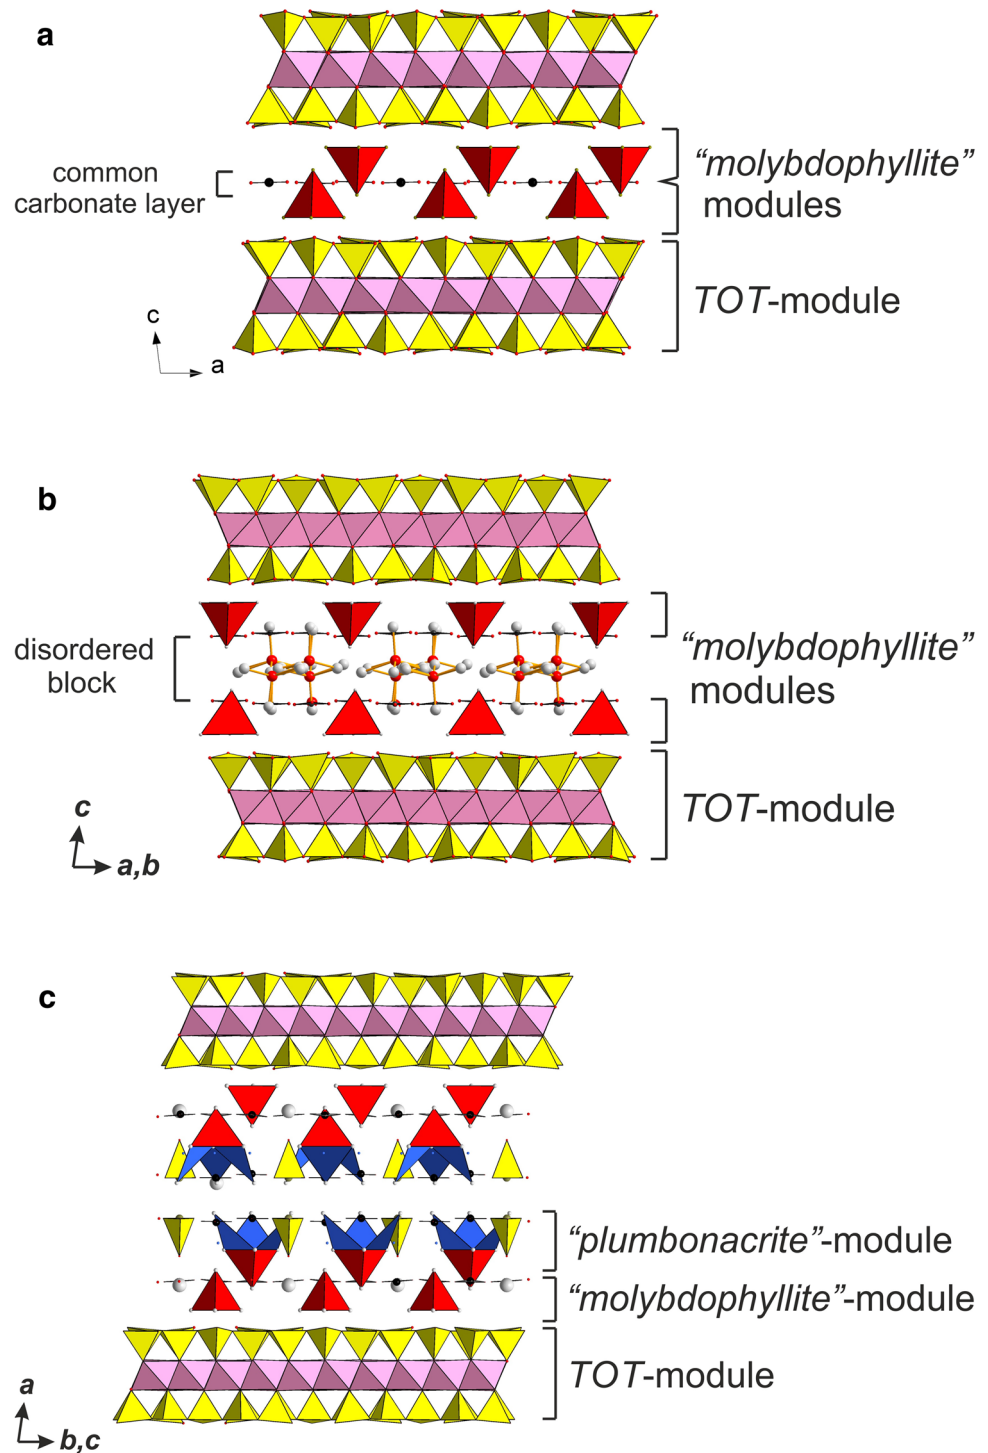 a
common
carbonate layer
“molybdophyllite”
modules
TOT-module
c
a
b
disordered
block
“molybdophyllite”
modules
TOT-module
c
a,b
c
“plumbonacrite”-module
“molybdophyllite”-module
TOT-module
a
b,c